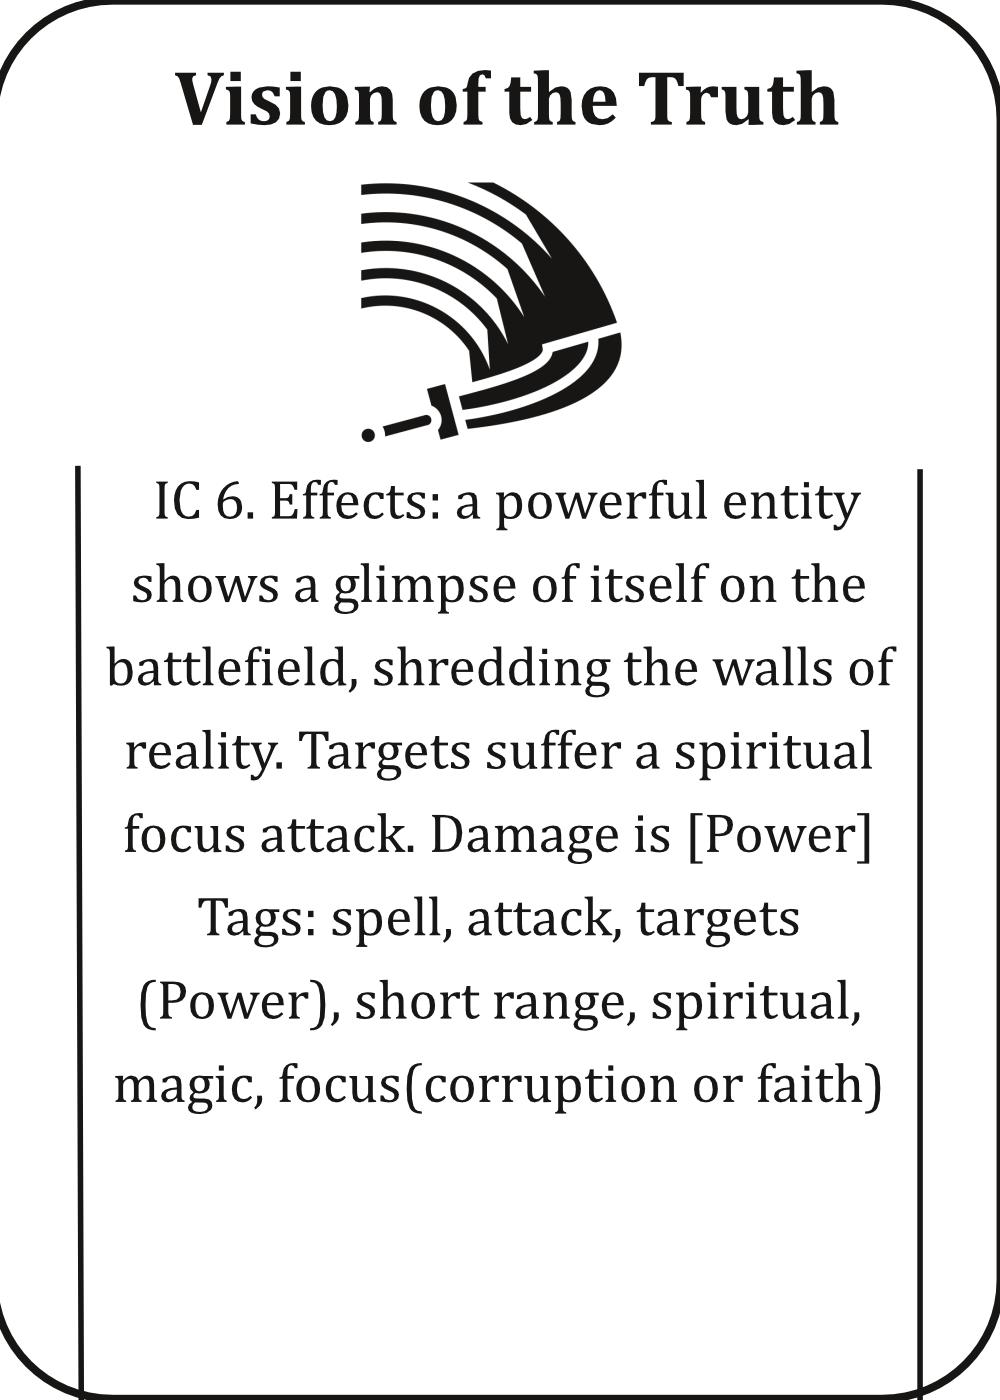 Vision of the Truth
IC 6. Effects: a powerful entity
shows a glimpse of itself on the
battlefield, shredding the walls of
reality. Targets suffer a spiritual
focus attack. Damage is [Power]
Tags: spell, attack, targets
(Power), short range, spiritual,
magic, focus(corruption or faith)